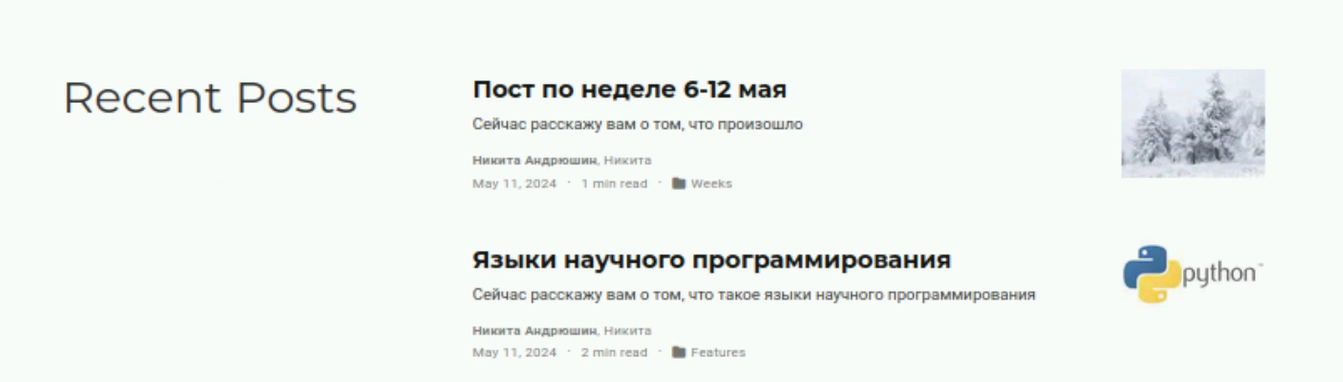 Recent Posts
Пост по неделе 6-12 мая
Сейчас расскажу вам о том, что произошло
Никита Андрюшин, Никита
May 11, 2024 · 1 min read · Weeks
Языки научного программирования
Сейчас расскажу вам о том, что такое языки научного программирования
python™
Никита Андрюшин, Никита
May 11, 2024 · 2 min read · Features